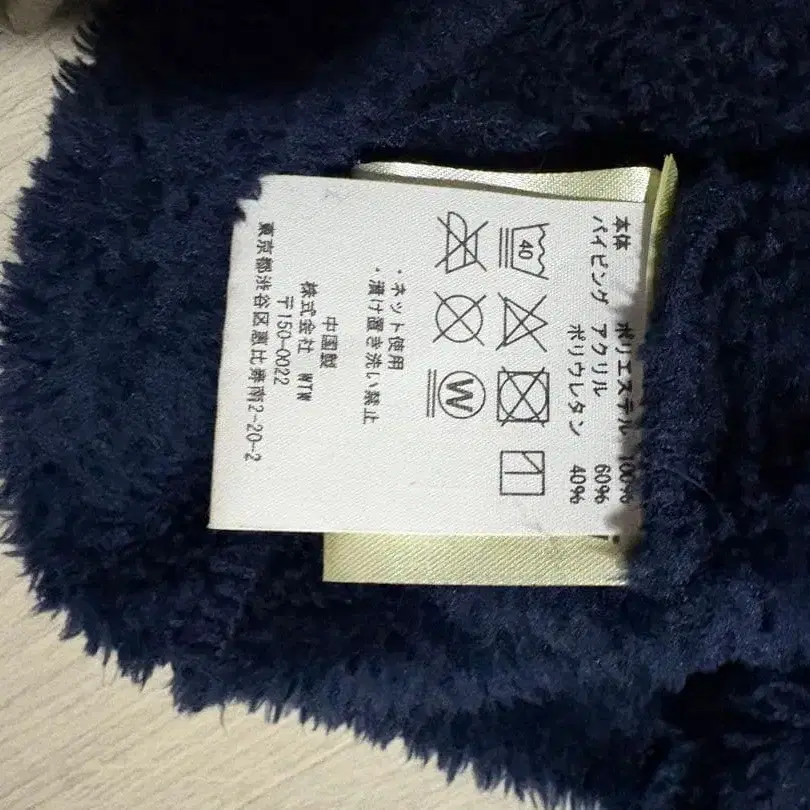 本体 ポリエステル 100%
パイピング アクリル 60%
ポリウレタン 40%
40
W
・ネット使用
・漬け置き洗い禁止
中国製
株式会社 WTW
〒150-0022
東京都渋谷区恵比寿南2-20-2